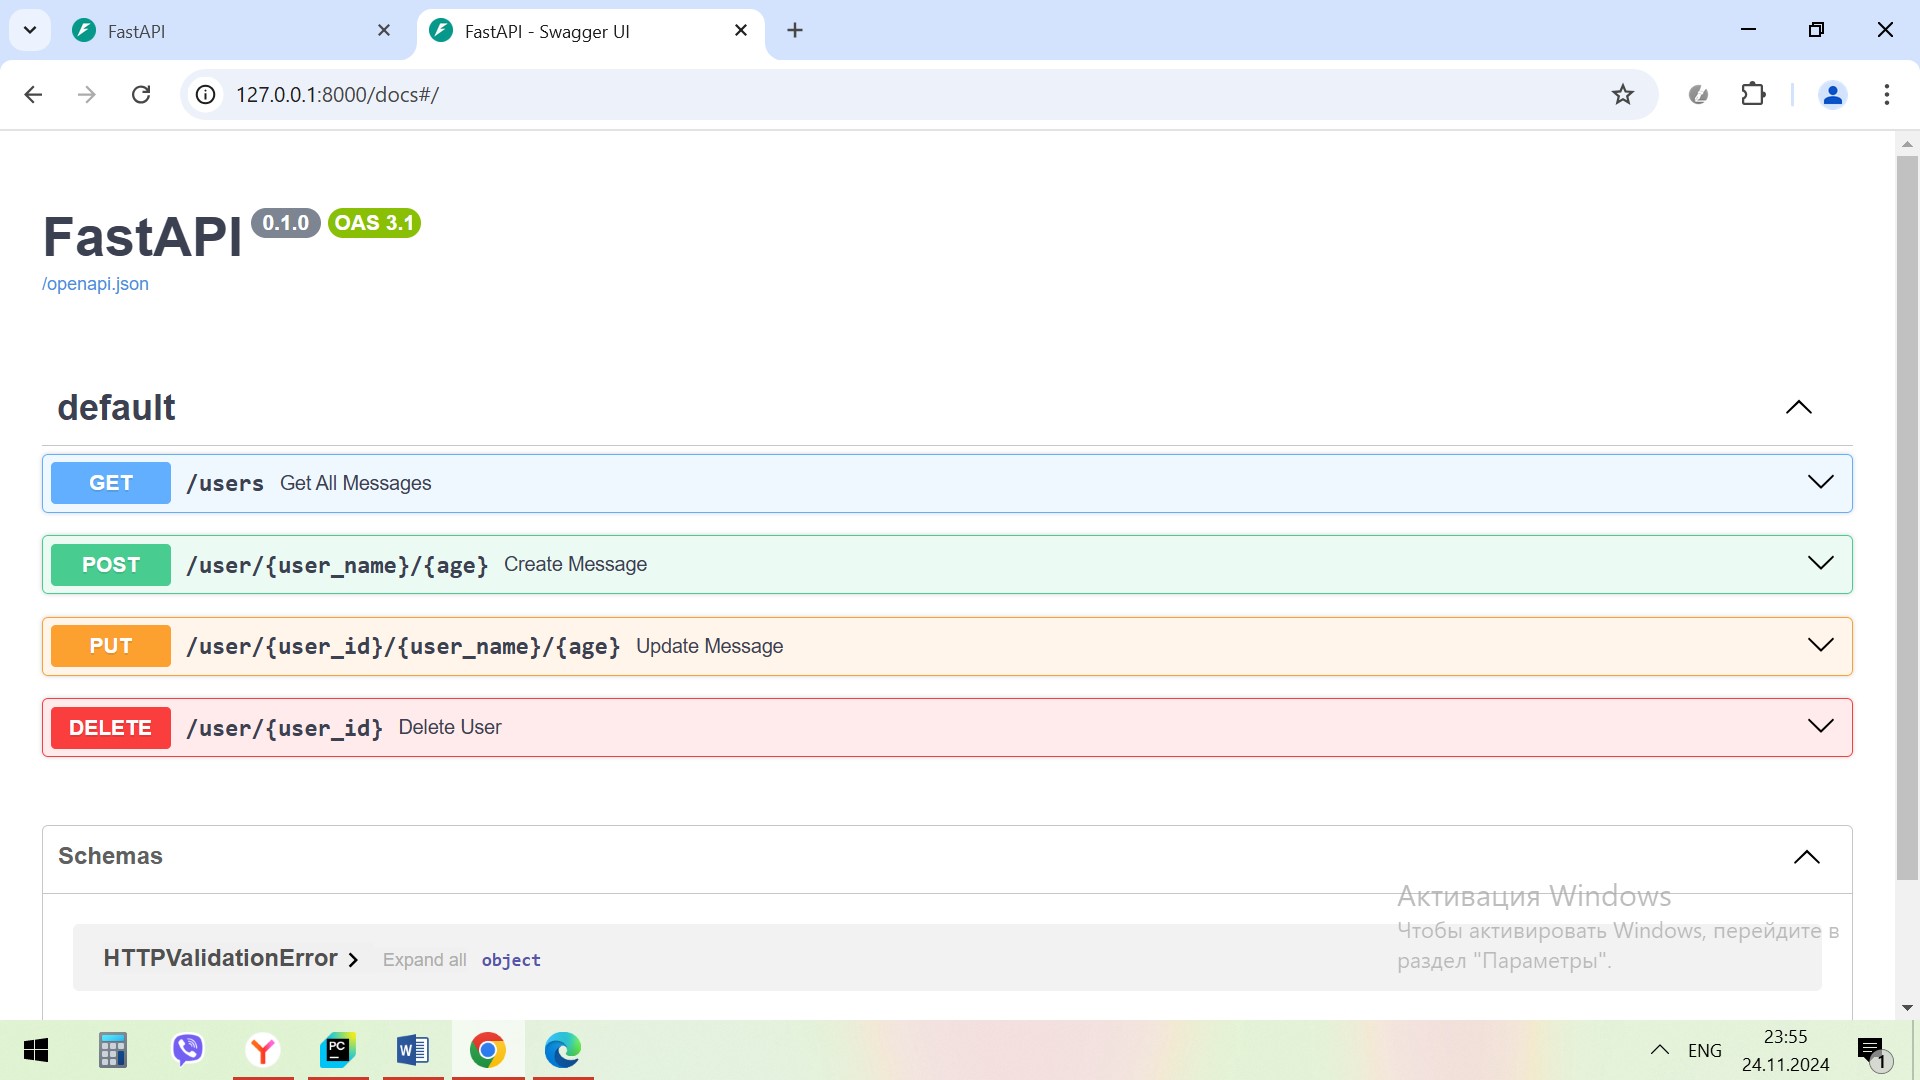 FastAPI
FastAPI - Swagger UI
127.0.0.1:8000/docs#/
FastAPI 0.1.0 OAS 3.1
/openapi.json
default
GET /users Get All Messages
POST /user/{user_name}/{age} Create Message
PUT /user/{user_id}/{user_name}/{age} Update Message
DELETE /user/{user_id} Delete User
Schemas
HTTPValidationError Expand all object
Активация Windows
Чтобы активировать Windows, перейдите в
раздел "Параметры".
PC
W
ENG
23:55
24.11.2024
1